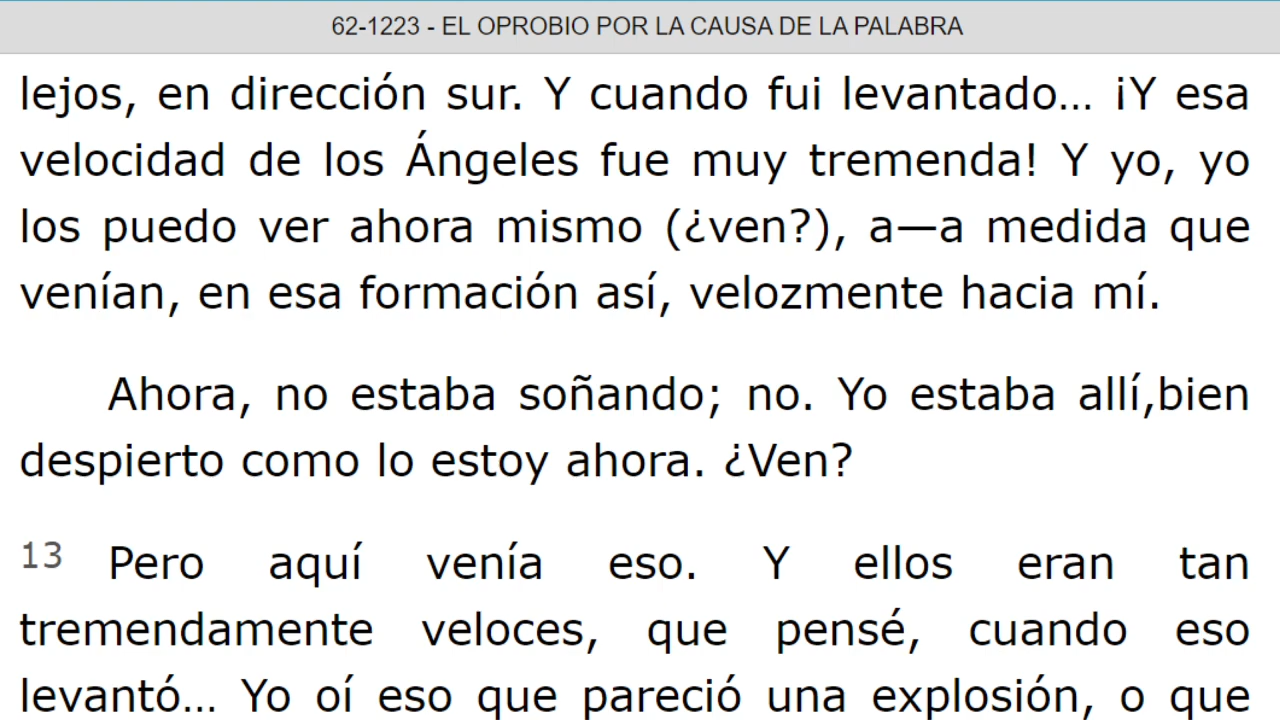 62-1223 - EL OPROBIO POR LA CAUSA DE LA PALABRA
lejos, en dirección sur. Y cuando fui levantado… ¡Y esa
velocidad de los Ángeles fue muy tremenda! Y yo, yo
los puedo ver ahora mismo (¿ven?), a—a medida que
venían, en esa formación así, velozmente hacia mí.
Ahora, no estaba soñando; no. Yo estaba allí,bien
despierto como lo estoy ahora. ¿Ven?
13 Pero aquí venía eso. Y ellos eran tan
tremendamente veloces, que pensé, cuando eso
levantó… Yo oí eso que pareció una explosión, o que